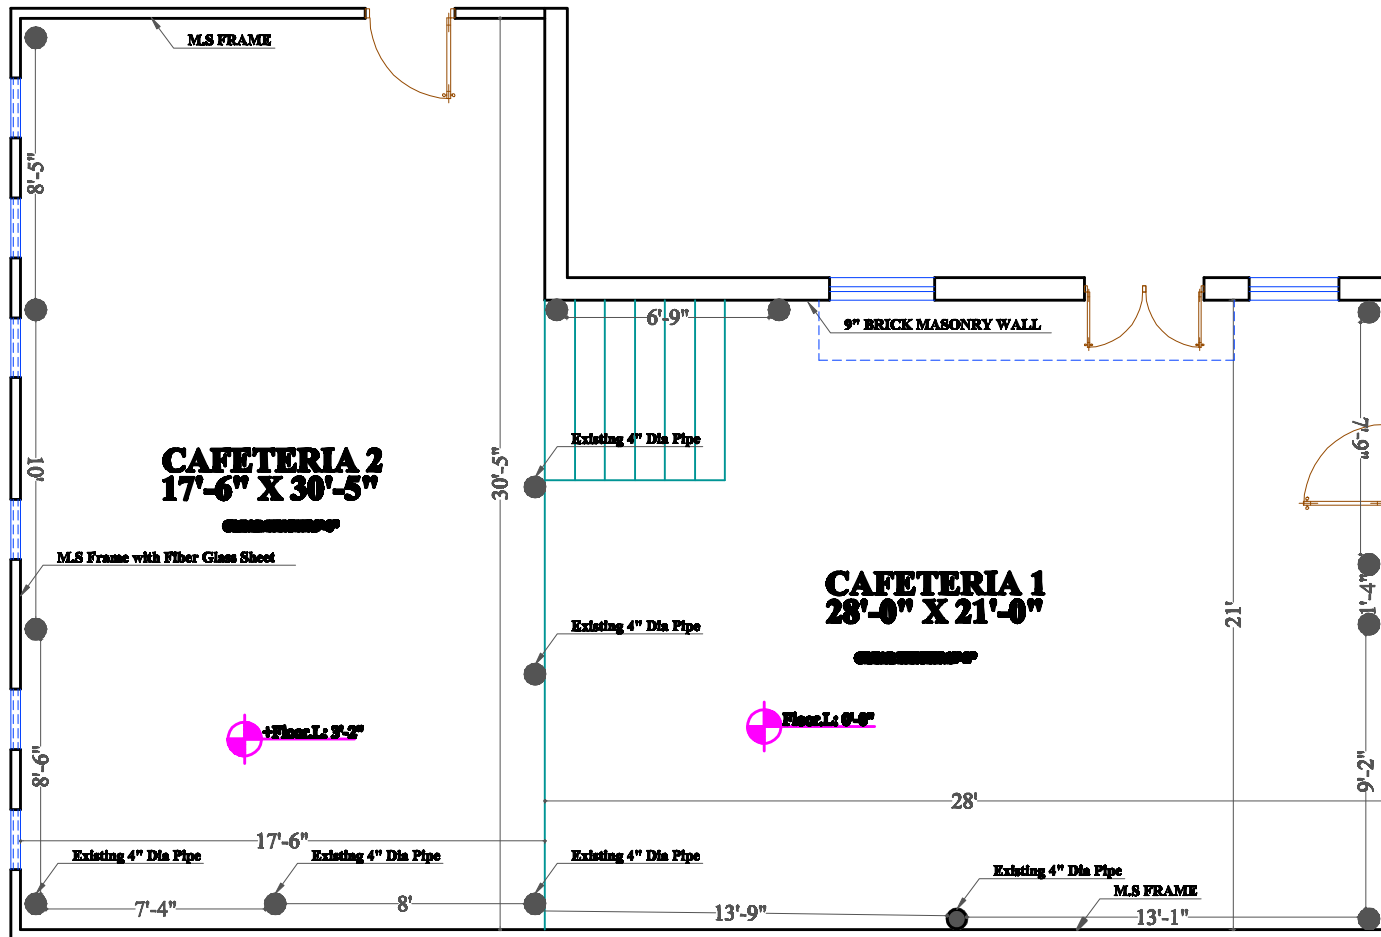 M.S FRAME
8'-5"
6'-9"
9" BRICK MASONRY WALL
7'-9"
Existing 4" Dia Pipe
CAFETERIA 2
17'-6" X 30'-5"
10'
30'-5"
M.S Frame with Fiber Glass Sheet
CAFETERIA 1
28'-0" X 21'-0"
1'-4"
21'
Existing 4" Dia Pipe
+Floor.L: 3'-2"
Floor.L: 0'-0"
8'-6"
9'-2"
28'
17'-6"
Existing 4" Dia Pipe
Existing 4" Dia Pipe
Existing 4" Dia Pipe
Existing 4" Dia Pipe
M.S FRAME
7'-4"
8'
13'-9"
13'-1"